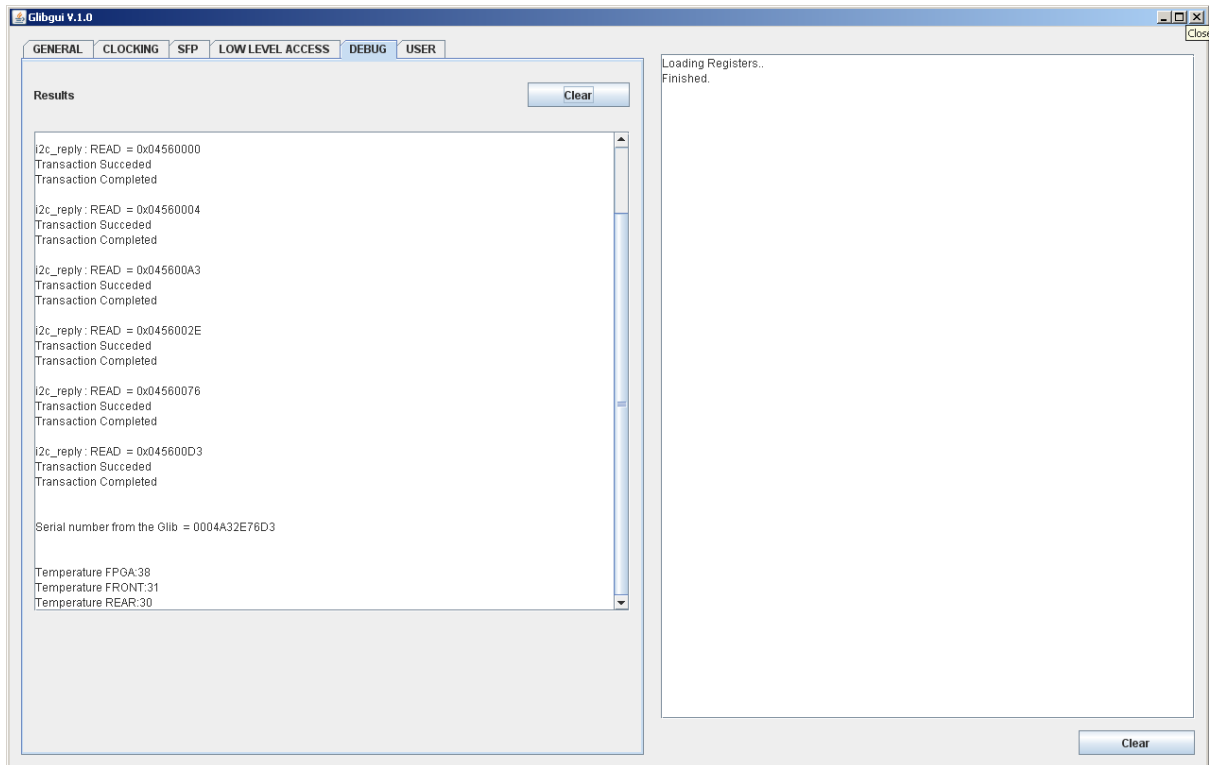 Glibgui V.1.0
Close
GENERAL CLOCKING SFP LOW LEVEL ACCESS DEBUG USER
Results
Clear
i2c_reply : READ = 0x04560000
Transaction Succeded
Transaction Completed
i2c_reply : READ = 0x04560004
Transaction Succeded
Transaction Completed
i2c_reply : READ = 0x045600A3
Transaction Succeded
Transaction Completed
i2c_reply : READ = 0x0456002E
Transaction Succeded
Transaction Completed
i2c_reply : READ = 0x04560076
Transaction Succeded
Transaction Completed
i2c_reply : READ = 0x045600D3
Transaction Succeded
Transaction Completed
Serial number from the Glib = 0004A32E76D3
Temperature FPGA:38
Temperature FRONT:31
Temperature REAR:30
Loading Registers..
Finished.
Clear